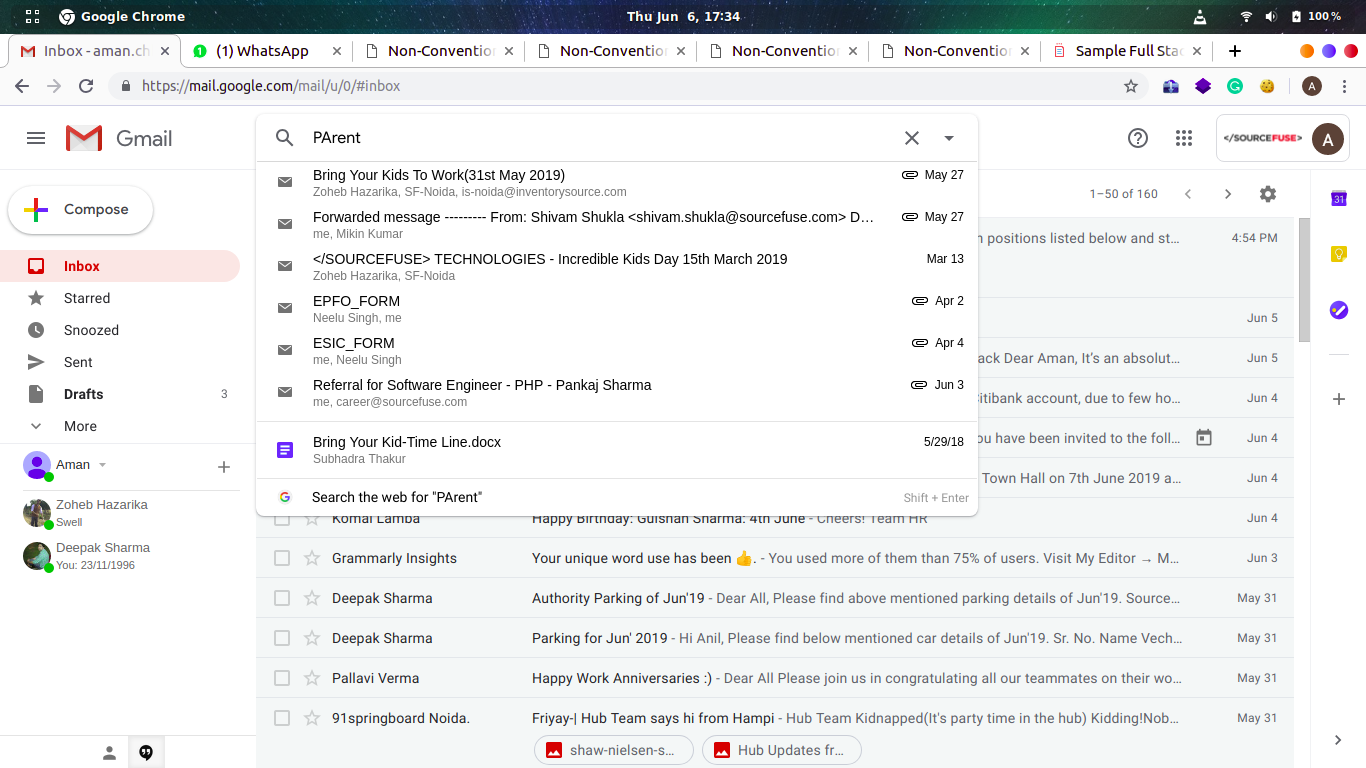 Google Chrome
Thu Jun 6, 17:34
100 %
Inbox - aman.ch
(1) WhatsApp
Non-Conventio
Non-Conventio
Non-Conventio
Non-Conventio
Sample Full Stac
https://mail.google.com/mail/u/0/#inbox
A
Gmail
PArent
</SOURCEFUSE>
A
Compose
1–50 of 160
31
Bring Your Kids To Work(31st May 2019)
May 27
Zoheb Hazarika, SF-Noida, is-noida@inventorysource.com
Forwarded message --------- From: Shivam Shukla <shivam.shukla@sourcefuse.com> D…
May 27
me, Mikin Kumar
</SOURCEFUSE> TECHNOLOGIES - Incredible Kids Day 15th March 2019
Mar 13
Zoheb Hazarika, SF-Noida
EPFO_FORM
Apr 2
Neelu Singh, me
ESIC_FORM
Apr 4
me, Neelu Singh
Referral for Software Engineer - PHP - Pankaj Sharma
Jun 3
me, career@sourcefuse.com
Bring Your Kid-Time Line.docx
5/29/18
Subhadra Thakur
Search the web for "PArent"
Shift + Enter
Inbox
Starred
Snoozed
Sent
Drafts
3
More
Aman
Zoheb Hazarika
Swell
Deepak Sharma
You: 23/11/1996
n positions listed below and st…
4:54 PM
Jun 5
ack Dear Aman, It's an absolut…
Jun 5
Citibank account, due to few ho…
Jun 4
ou have been invited to the foll…
Jun 4
Town Hall on 7th June 2019 a…
Jun 4
Komal Lamba
Happy Birthday: Gulshan Sharma: 4th June - Cheers! Team HR
Jun 4
Grammarly Insights
Your unique word use has been 👍. - You used more of them than 75% of users. Visit My Editor → M…
Jun 3
Deepak Sharma
Authority Parking of Jun'19 - Dear All, Please find above mentioned parking details of Jun'19. Source…
May 31
Deepak Sharma
Parking for Jun' 2019 - Hi Anil, Please find below mentioned car details of Jun'19. Sr. No. Name Vech…
May 31
Pallavi Verma
Happy Work Anniversaries :) - Dear All Please join us in congratulating all our teammates on their wo…
May 31
91springboard Noida.
Friyay-| Hub Team says hi from Hampi - Hub Team Kidnapped(It's party time in the hub) Kidding!Nob…
May 31
shaw-nielsen-s…
Hub Updates fr…